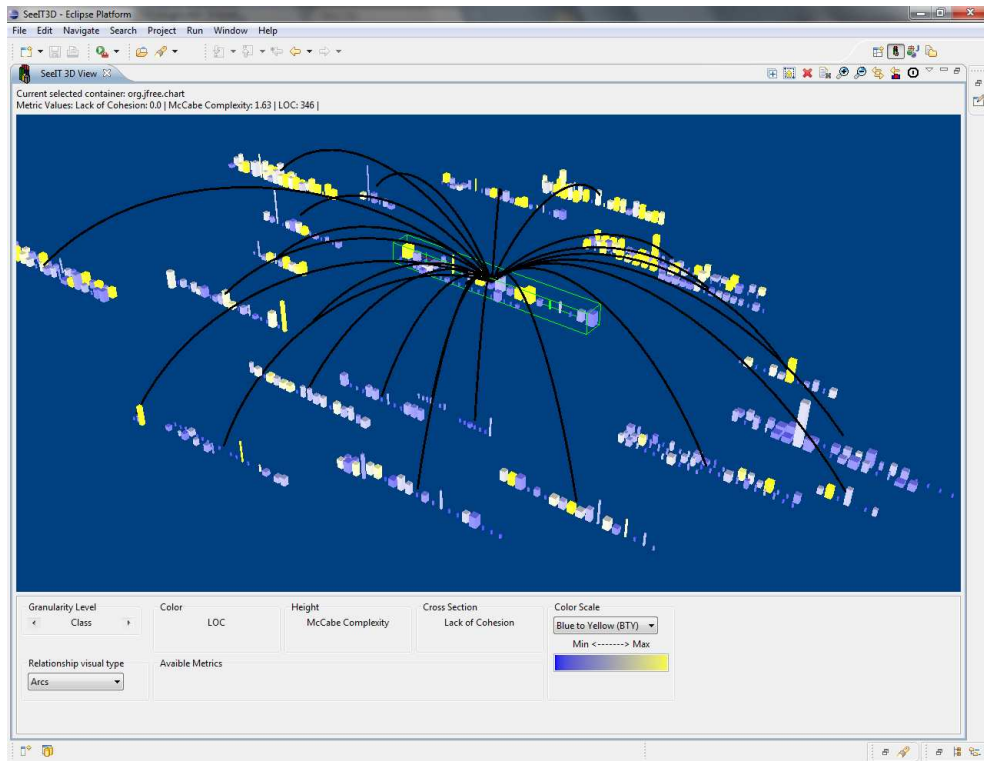 SeeIT3D - Eclipse Platform
File Edit Navigate Search Project Run Window Help
SeeIT 3D View
Current selected container: org.jfree.chart
Metric Values: Lack of Cohesion: 0.0 | McCabe Complexity: 1.63 | LOC: 346 |
Granularity Level Color Height Cross Section Color Scale
< Class > LOC McCabe Complexity Lack of Cohesion Blue to Yellow (BTY)
Min <-------> Max
Relationship visual type Avaible Metrics
Arcs